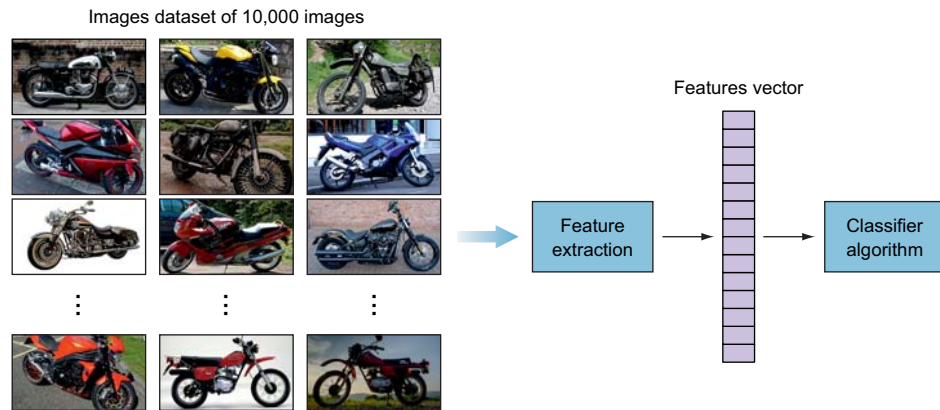 Images dataset of 10,000 images
Features vector
Feature
extraction
Classifier
algorithm